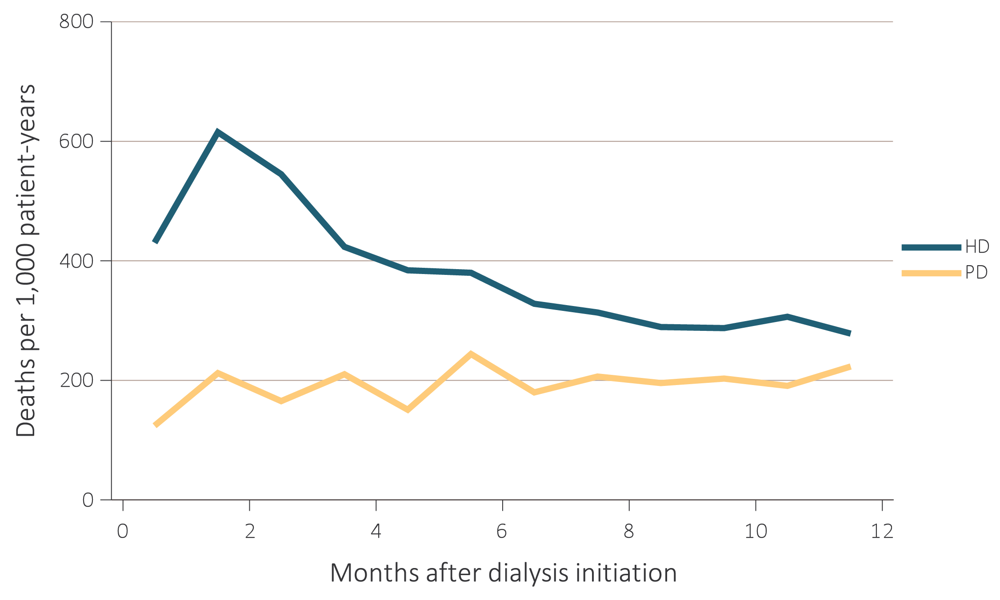 Deaths per 1,000 patient-years
800
600
400
200
0
0 2 4 6 8 10 12
Months after dialysis initiation
HD
PD